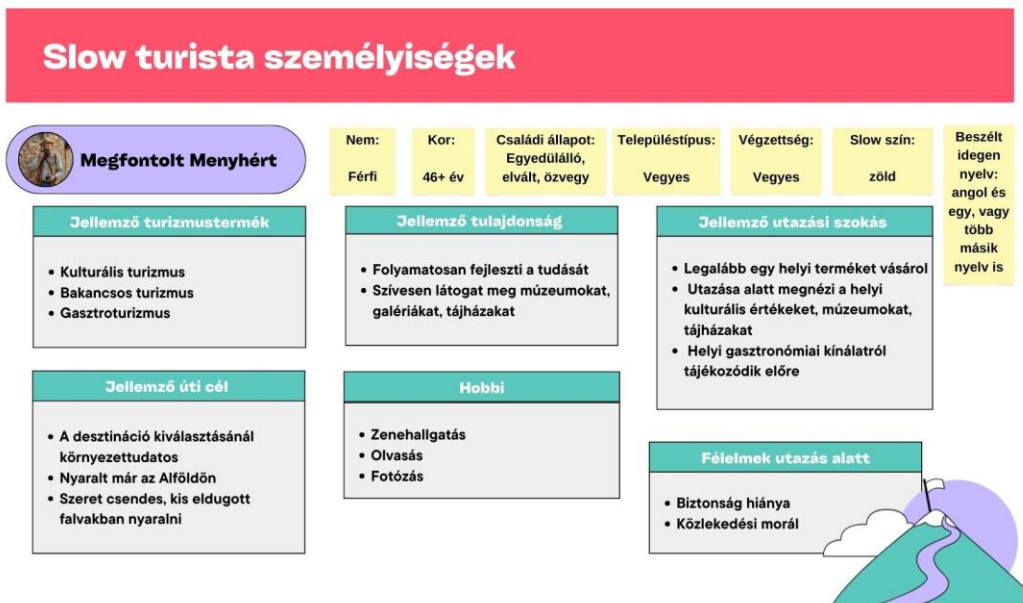 Slow turista személyiségek
Megfontolt Menyhért
Nem:
Férfi
Kor:
46+ év
Családi állapot:
Egyedülálló,
elvált, özvegy
Településtípus:
Vegyes
Végzettség:
Vegyes
Slow szín:
zöld
Beszélt
idegen
nyelv:
angol és
egy, vagy
több
másik
nyelv is
Jellemző turizmustermék
• Kulturális turizmus
• Bakancsos turizmus
• Gasztroturizmus
Jellemző tulajdonság
• Folyamatosan fejleszti a tudását
• Szívesen látogat meg múzeumokat,
galériákat, tájházakat
Jellemző utazási szokás
• Legalább egy helyi terméket vásárol
• Utazása alatt megnézi a helyi
kulturális értékeket, múzeumokat,
tájházakat
• Helyi gasztronómiai kínálatról
tájékozódik előre
Jellemző úti cél
• A desztináció kiválasztásánál
környezettudatos
• Nyaralt már az Alföldön
• Szeret csendes, kis eldugott
falvakban nyaralni
Hobbi
• Zenehallgatás
• Olvasás
• Fotózás
Félelmek utazás alatt
• Biztonság hiánya
• Közlekedési morál